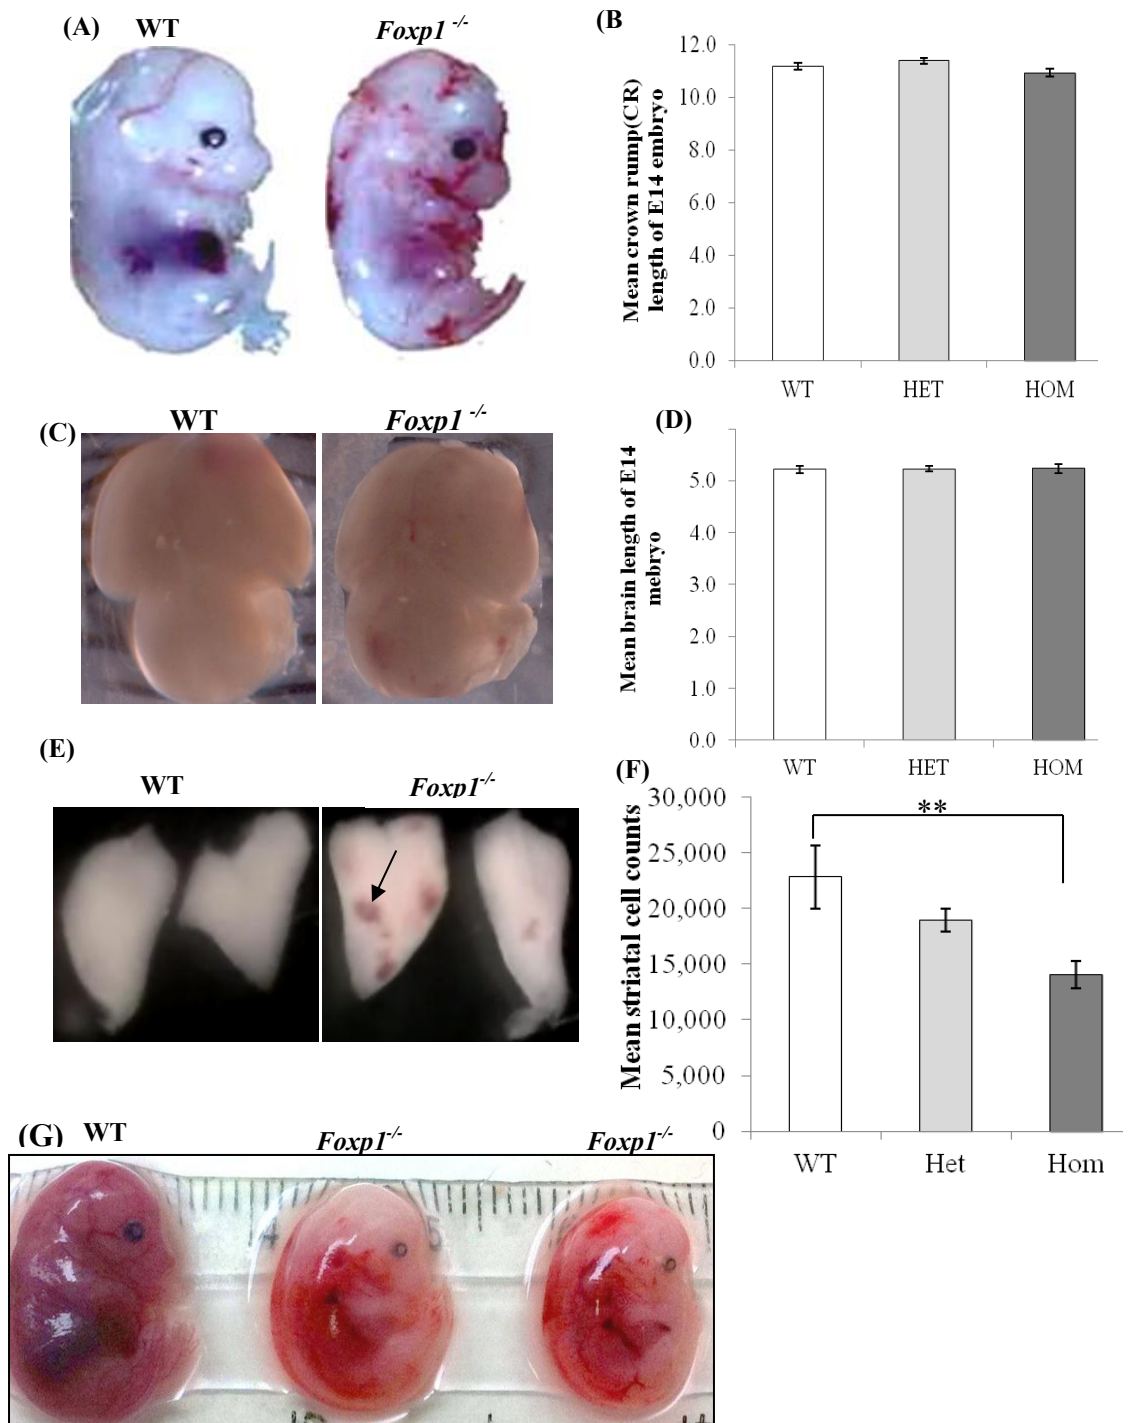 (A) WT Foxp1 -/-
(B
Mean crown rump(CR)
length of E14 embryo
12.0
10.0
8.0
6.0
4.0
2.0
0.0
WT HET HOM
(C) WT Foxp1 -/-
(D)
Mean brain length of E14
mebryo
5.0
4.0
3.0
2.0
1.0
0.0
WT HET HOM
(E)
WT Foxp1-/-
(F)
Mean striatal cell counts
30,000
25,000
20,000
15,000
10,000
5,000
0
**
WT Het Hom
(G) WT Foxp1-/- Foxp1-/-